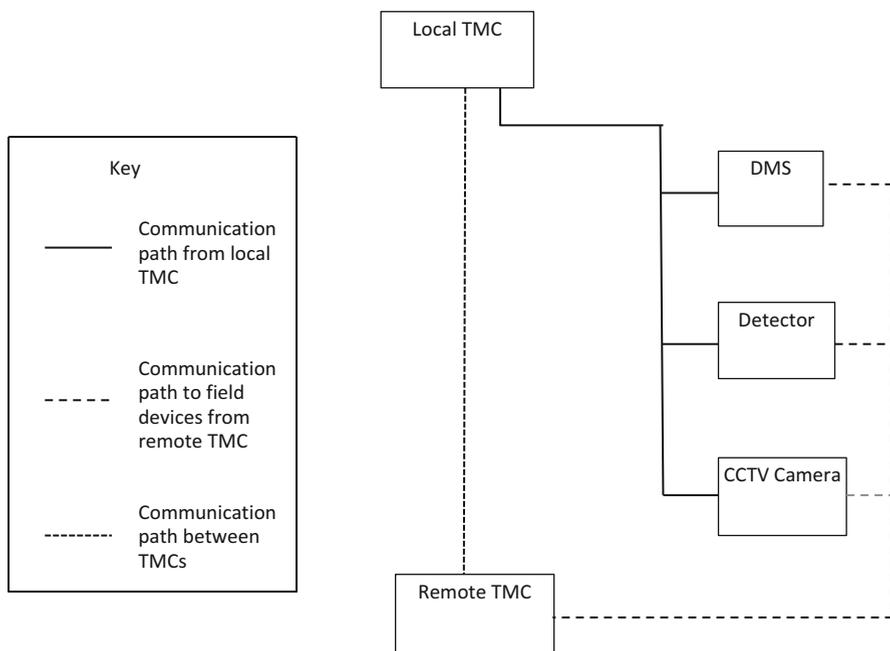 Local TMC
Key
Communication
path from local
TMC
Communication
path to field
devices from
remote TMC
Communication
path between
TMCs
DMS
Detector
CCTV Camera
Remote TMC